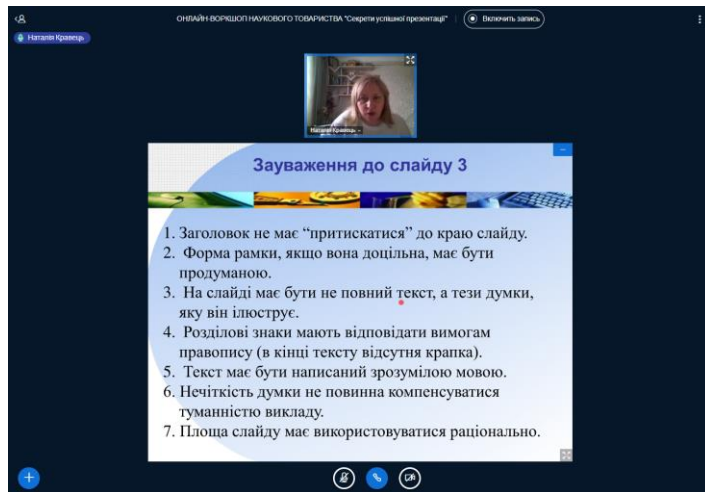 ОНЛАЙН-ВОРКШОП НАУКОВОГО ТОВАРИСТВА "Секрети успішної презентації"
Включить запись
Наталія Кравець
Наталія Кравець
Зауваження до слайду 3
1. Заголовок не має “притискатися” до краю слайду.
2. Форма рамки, якщо вона доцільна, має бути
продуманою.
3. На слайді має бути не повний текст, а тези думки,
яку він ілюструє.
4. Розділові знаки мають відповідати вимогам
правопису (в кінці тексту відсутня крапка).
5. Текст має бути написаний зрозумілою мовою.
6. Нечіткість думки не повинна компенсуватися
туманністю викладу.
7. Площа слайду має використовуватися раціонально.